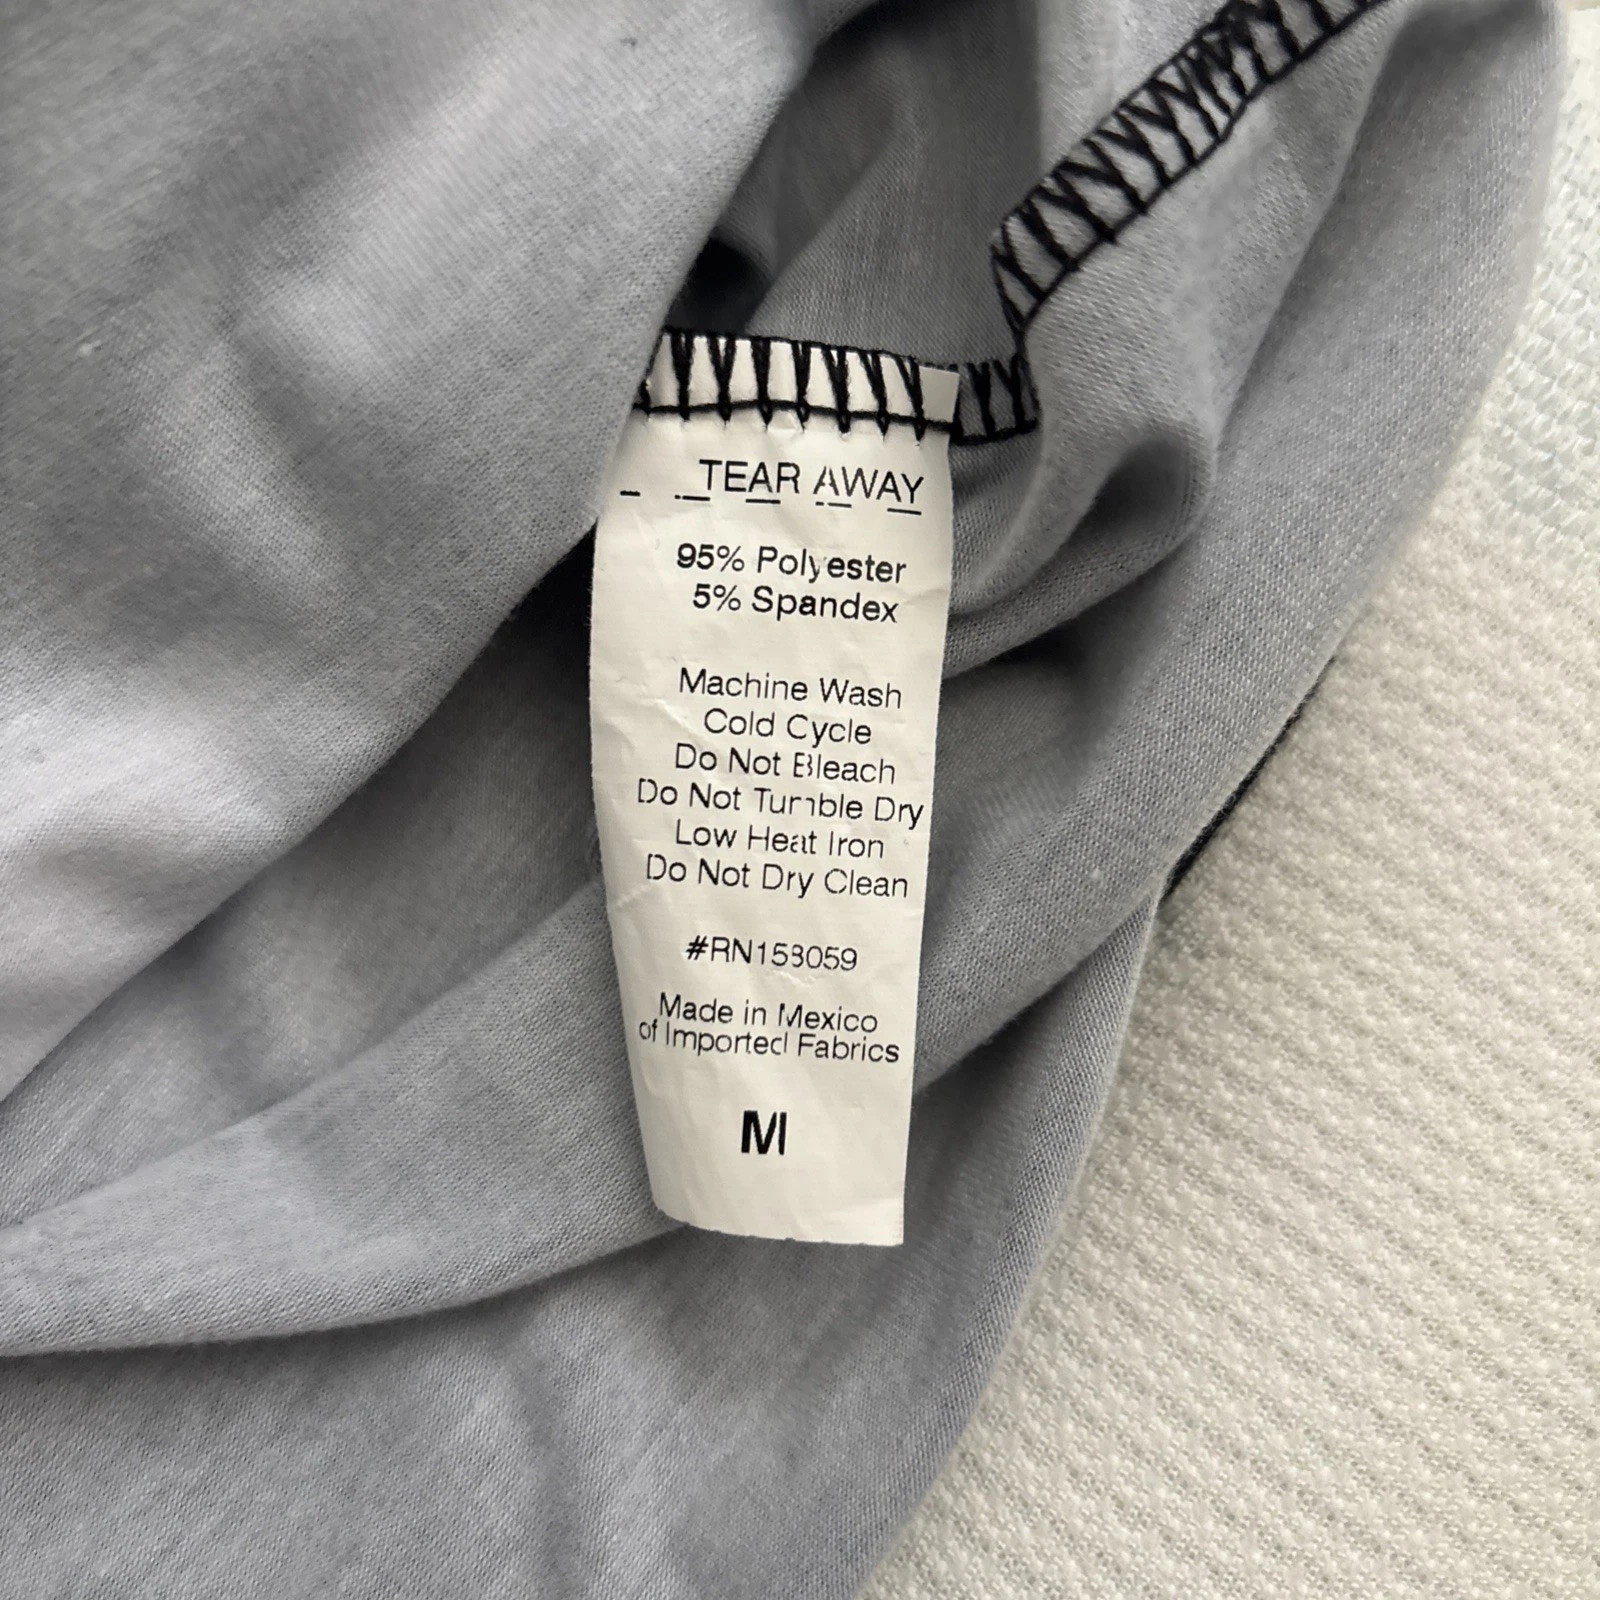 TEAR AWAY
95% Polyester
5% Spandex
Machine Wash
Cold Cycle
Do Not Bleach
Do Not Tumble Dry
Low Heat Iron
Do Not Dry Clean
#RN153059
Made in Mexico
of Imported Fabrics
M